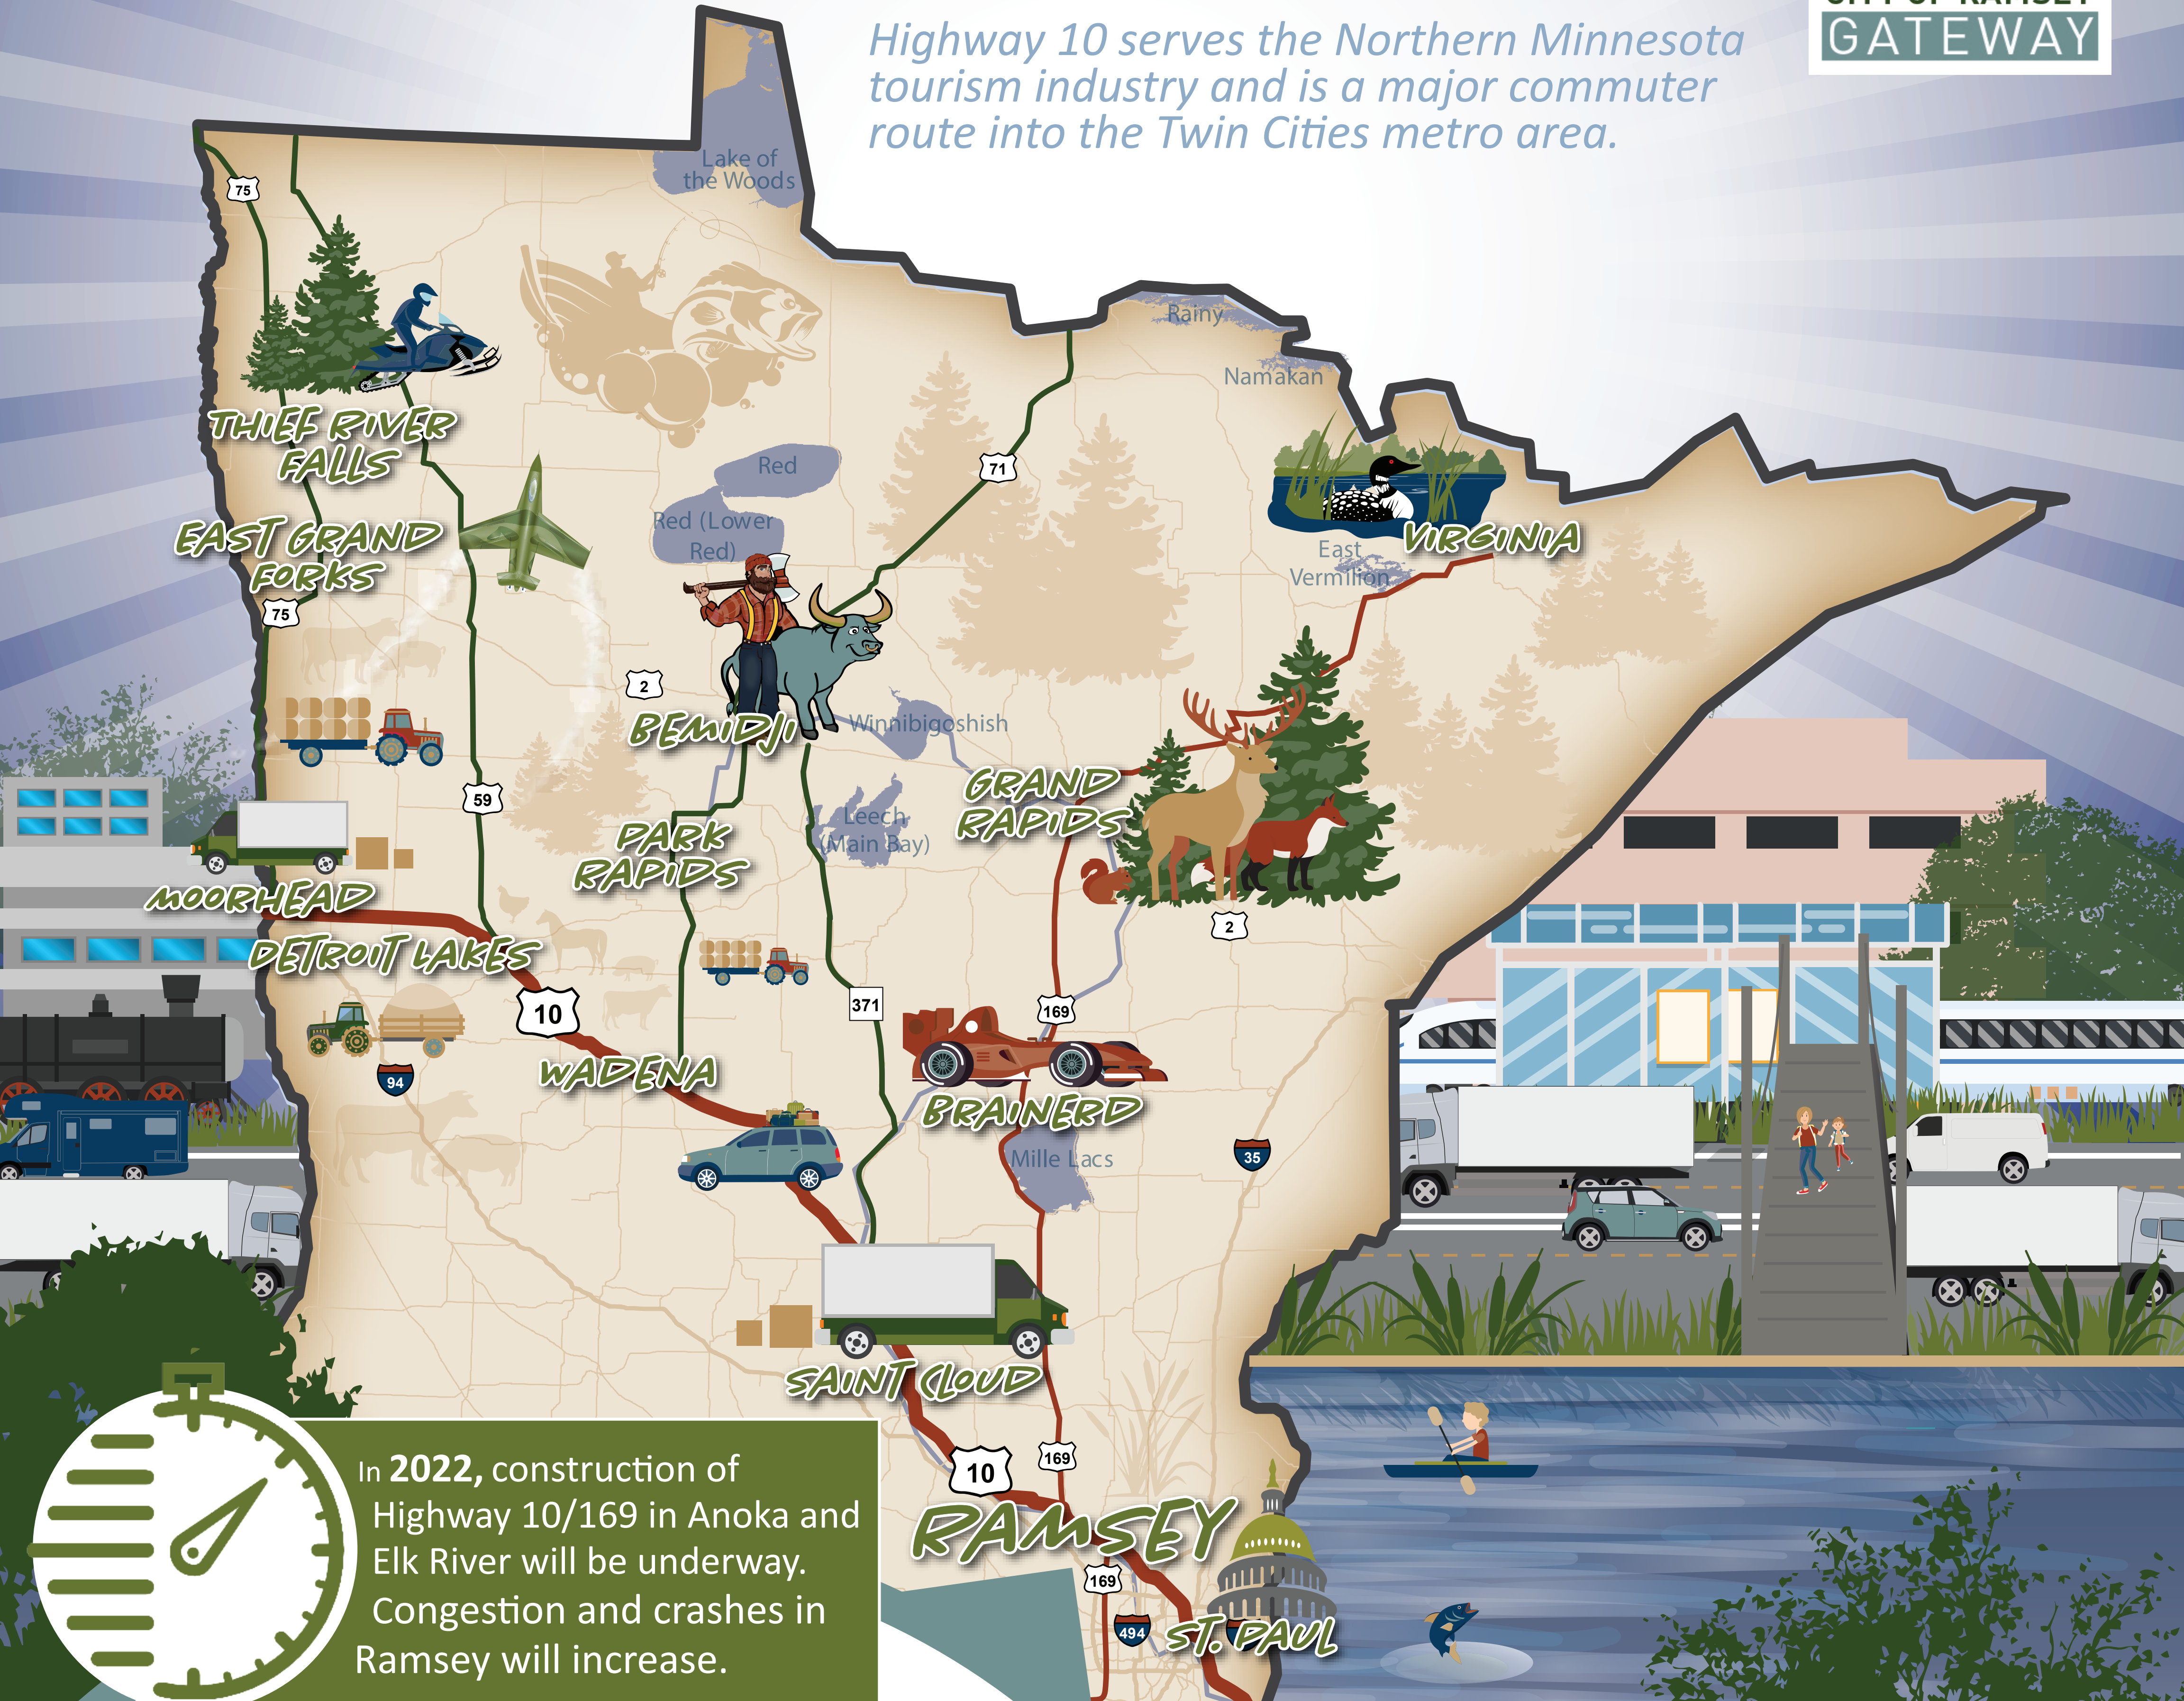 Highway 10 serves the Northern Minnesota
tourism industry and is a major commuter
route into the Twin Cities metro area.
CITY OF RAMSEY
GATEWAY
Lake of
the Woods
75
Rainy
Namakan
THIEF RIVER
FALLS
Red
71
Red (Lower
Red)
EAST GRAND
FORKS
VIRGINIA
East
Vermilion
75
2
BEMIDJI
Winnibigoshish
59
GRAND
RAPIDS
PARK
RAPIDS
Leech
(Main Bay)
MOORHEAD
2
DETROIT LAKES
10
371
169
94
WADENA
BRAINERD
Mille Lacs
35
SAINT CLOUD
10
169
RAMSEY
169
494
ST. PAUL
In 2022, construction of
Highway 10/169 in Anoka and
Elk River will be underway.
Congestion and crashes in
Ramsey will increase.